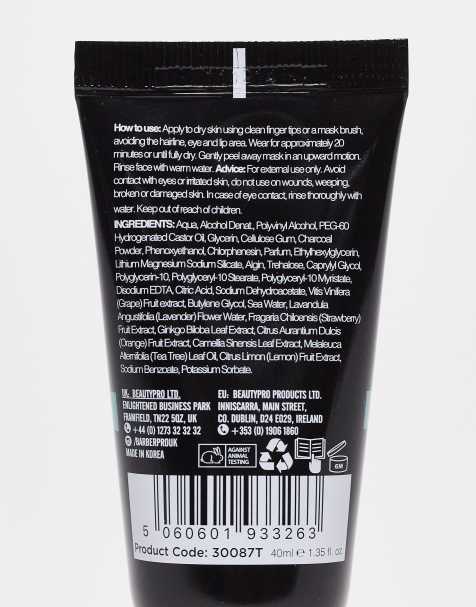 How to use: Apply to dry skin using clean finger tips or a mask brush,
avoiding the hairline, eye and lip area. Wear for approximately 20
minutes or until fully dry. Gently peel away mask in an upward motion.
Rinse face with warm water. Advice: For external use only. Avoid
contact with eyes or irritated skin, do not use on wounds, weeping,
broken or damaged skin. In case of eye contact, rinse thoroughly with
water. Keep out of reach of children.
INGREDIENTS: Aqua, Alcohol Denat., Polyvinyl Alcohol, PEG-60
Hydrogenated Castor Oil, Glycerin, Cellulose Gum, Charcoal
Powder, Phenoxyethanol, Chlorphenesin, Parfum, Ethylhexylglycerin,
Lithium Magnesium Sodium Silicate, Algin, Trehalose, Caprylyl Glycol,
Polyglycerin-10, Polyglyceryl-10 Stearate, Polyglyceryl-10 Myristate,
Disodium EDTA, Citric Acid, Sodium Dehydroacetate, Vitis Vinifera
(Grape) Fruit extract, Butylene Glycol, Sea Water, Lavandula
Angustifolia (Lavender) Flower Water, Fragaria Chiloensis (Strawberry)
Fruit Extract, Ginkgo Biloba Leaf Extract, Citrus Aurantium Dulcis
(Orange) Fruit Extract, Camellia Sinensis Leaf Extract, Melaleuca
Alternifolia (Tea Tree) Leaf Oil, Citrus Limon (Lemon) Fruit Extract,
Sodium Benzoate, Potassium Sorbate.
UK: BEAUTYPRO LTD.
ENLIGHTENED BUSINESS PARK
FRAMFIELD, TN22 5QZ, UK
+44 (0) 1273 32 32 32
/BARBERPROUK
MADE IN KOREA
EU: BEAUTYPRO PRODUCTS LTD.
INNISCARRA, MAIN STREET,
CO. DUBLIN, D24 E029, IRELAND
+353 (0) 1906 1860
AGAINST
ANIMAL
TESTING
6M
5 060601 933263
Product Code: 30087T 40ml ℮ 1.35 fl. oz.